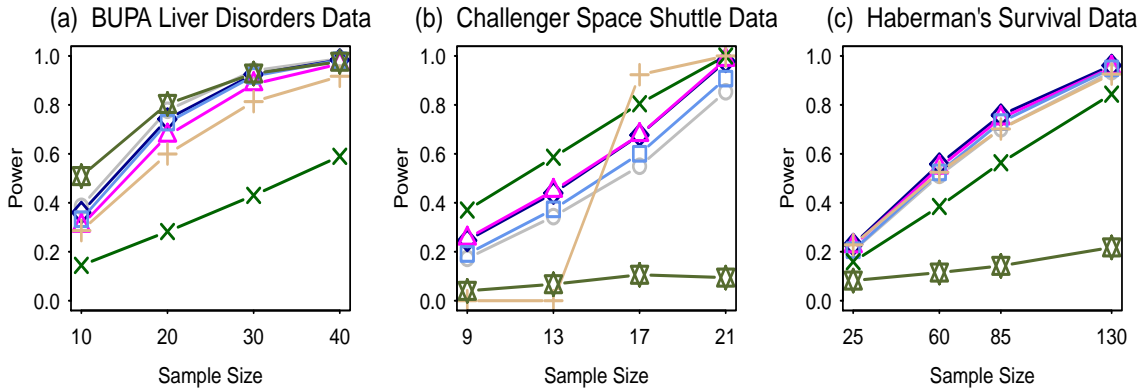 (a) BUPA Liver Disorders Data
(b) Challenger Space Shuttle Data
(c) Haberman's Survival Data
Power
1.0
0.8
0.6
0.4
0.2
0.0
10 20 30 40
Sample Size
Power
1.0
0.8
0.6
0.4
0.2
0.0
9 13 17 21
Sample Size
Power
1.0
0.8
0.6
0.4
0.2
0.0
25 60 85 130
Sample Size